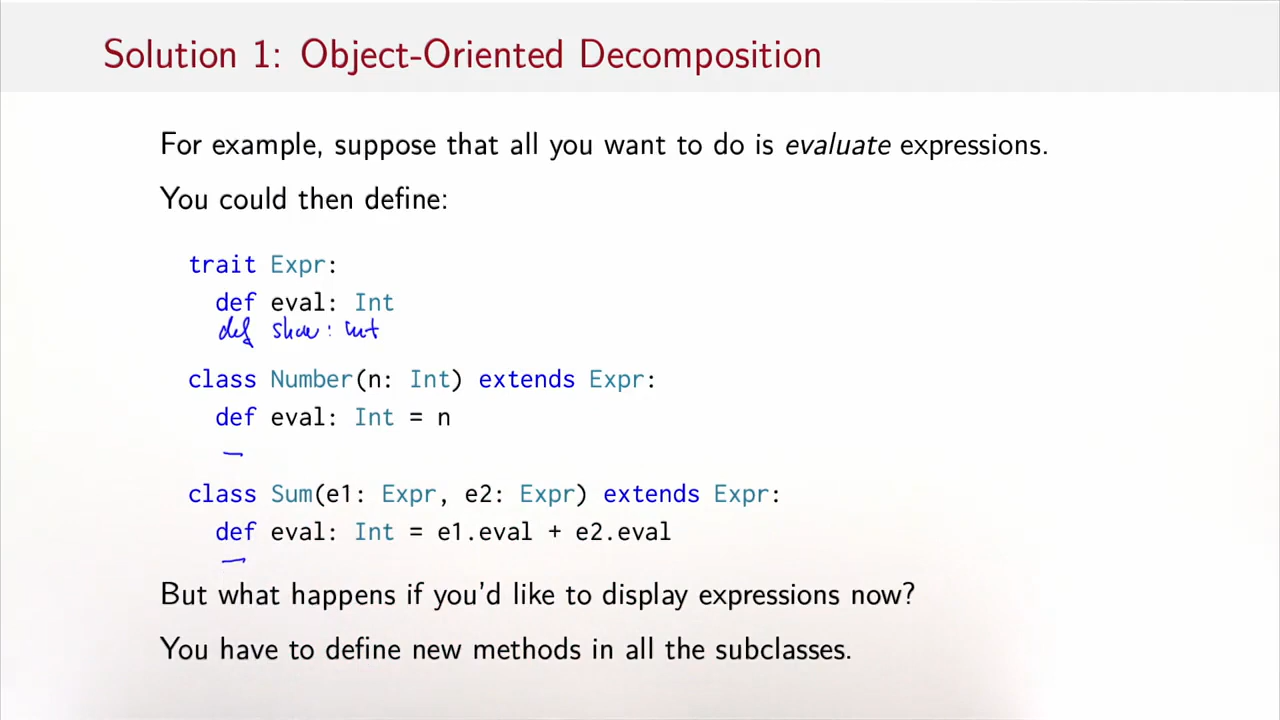 Solution 1: Object-Oriented Decomposition
For example, suppose that all you want to do is evaluate expressions.
You could then define:
trait Expr:
def eval: Int
def show: Int
class Number(n: Int) extends Expr:
def eval: Int = n
class Sum(e1: Expr, e2: Expr) extends Expr:
def eval: Int = e1.eval + e2.eval
But what happens if you'd like to display expressions now?
You have to define new methods in all the subclasses.